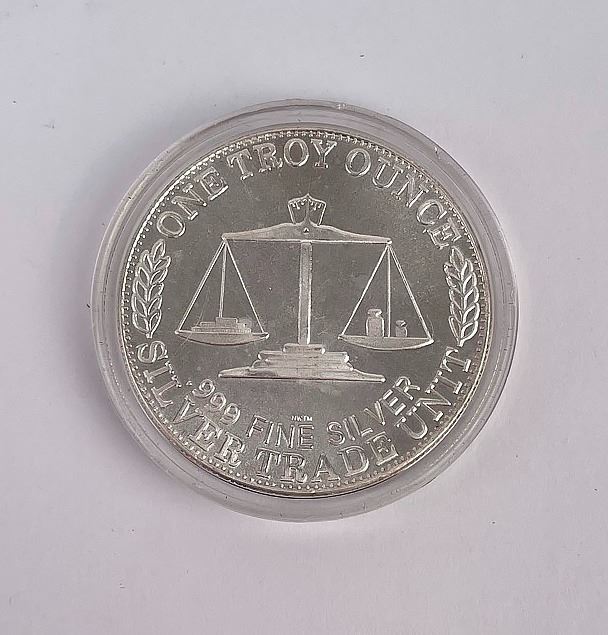 ONE TROY OUNCE
.999 FINE SILVER
SILVER TRADE UNIT